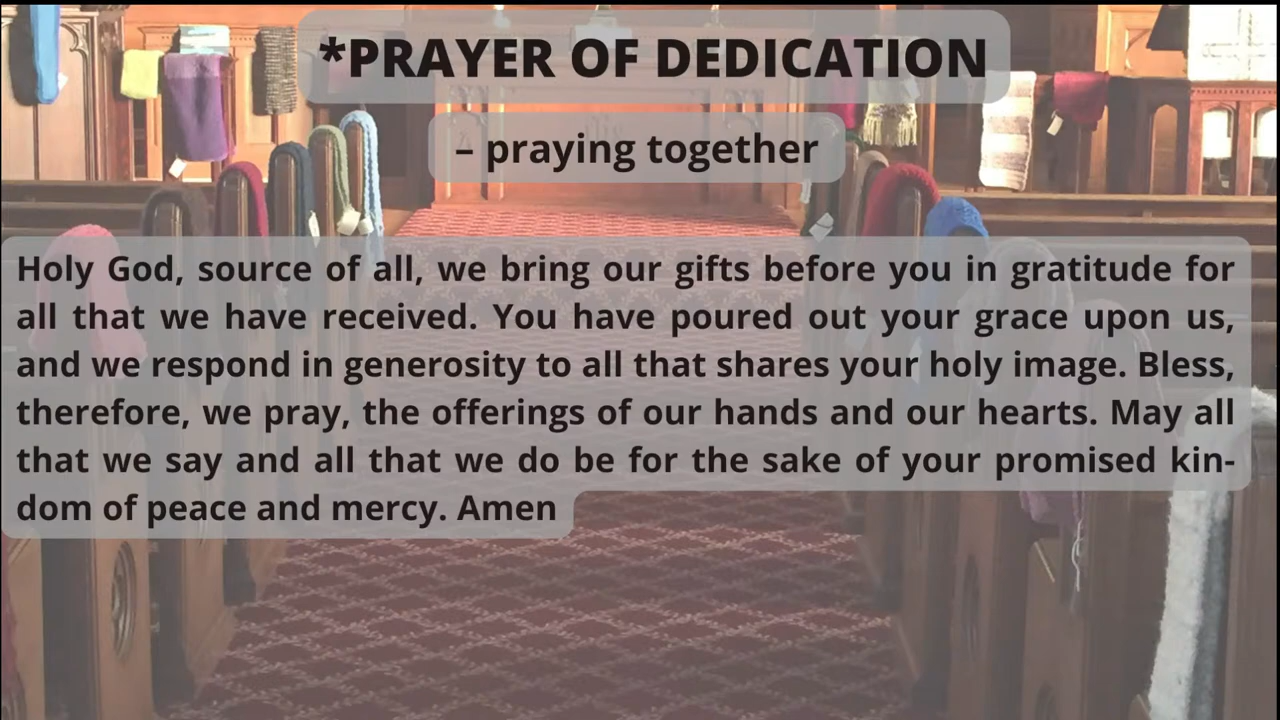 *PRAYER OF DEDICATION
– praying together
Holy God, source of all, we bring our gifts before you in gratitude for
all that we have received. You have poured out your grace upon us,
and we respond in generosity to all that shares your holy image. Bless,
therefore, we pray, the offerings of our hands and our hearts. May all
that we say and all that we do be for the sake of your promised kin-
dom of peace and mercy. Amen